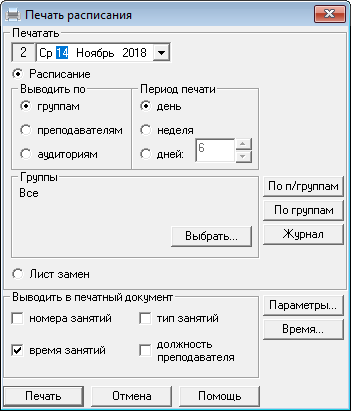 Печать расписания
Печатать
2 Ср 14 Ноябрь 2018
Расписание
Выводить по
группам
преподавателям
аудиториям
Период печати
день
неделя
дней: 6
Группы
Все
Выбрать...
По п/группам
По группам
Журнал
Лист замен
Выводить в печатный документ
номера занятий
тип занятий
время занятий
должность
преподавателя
Параметры...
Время...
Печать
Отмена
Помощь